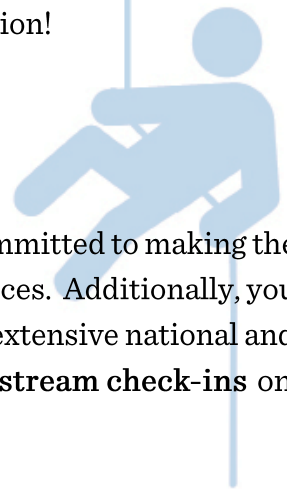 ion!
mmitted to making the
ces. Additionally, you
extensive national and
stream check-ins on